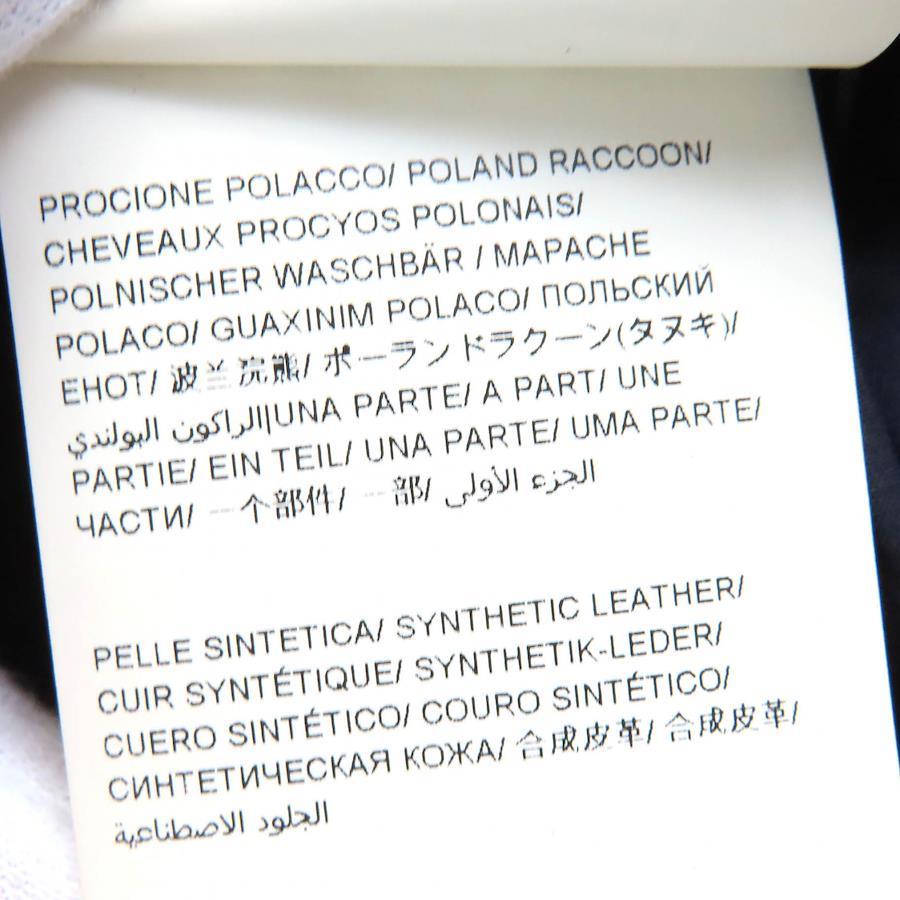 PROCIONE POLACCO/ POLAND RACCOON/
CHEVEAUX PROCYOS POLONAIS/
POLNISCHER WASCHBÄR / MAPACHE
POLACO/ GUAXINIM POLACO/ ПОЛЬСКИЙ
ЕНОТ/ 波兰浣熊/ ポーランドラクーン(タヌキ)/
الراكون البولندي|UNA PARTE/ A PART/ UNE
PARTIE/ EIN TEIL/ UNA PARTE/ UMA PARTE/
ЧАСТИ/ 一个部件/ 一部/ الجزء الأولى
PELLE SINTETICA/ SYNTHETIC LEATHER/
CUIR SYNTÉTIQUE/ SYNTHETIK-LEDER/
CUERO SINTÉTICO/ COURO SINTÉTICO/
СИНТЕТИЧЕСКАЯ КОЖА/ 合成皮革/ 合成皮革/
الجلود الاصطناعية